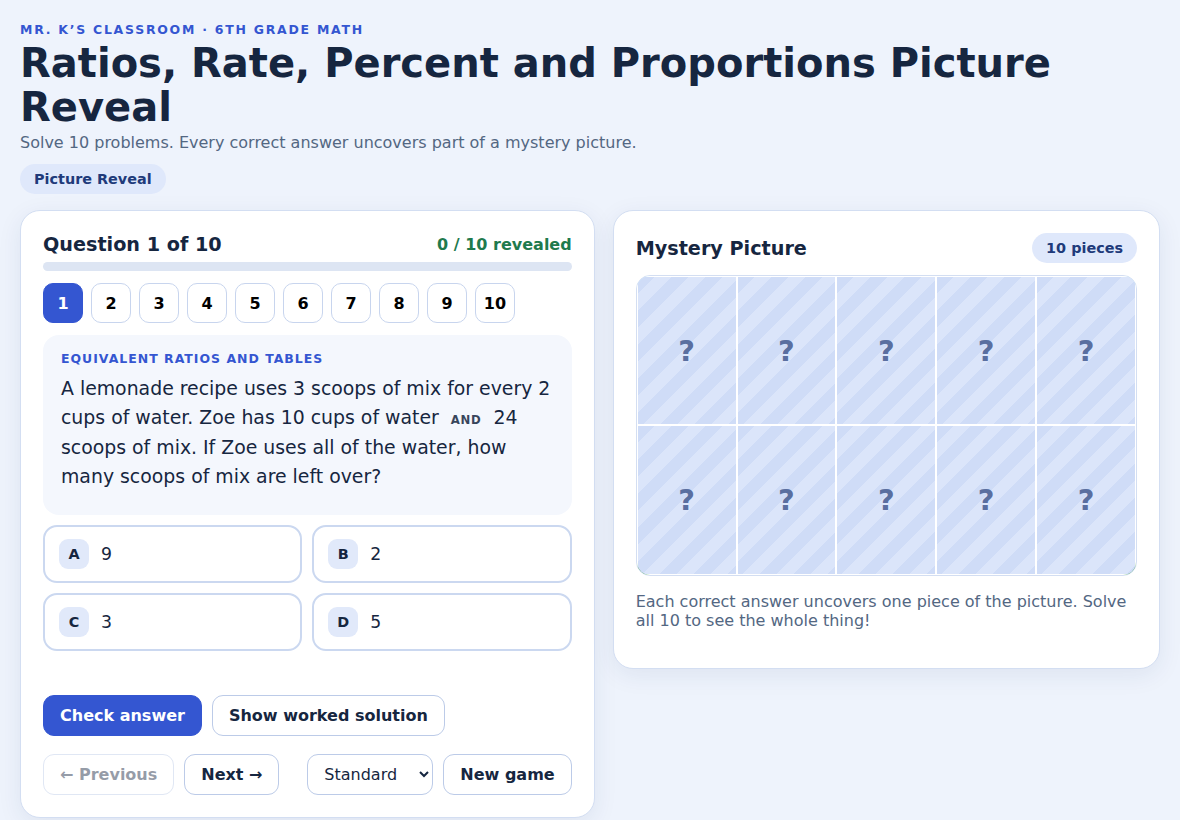 MR. K’S CLASSROOM · 6TH GRADE MATH
Ratios, Rate, Percent and Proportions Picture
Reveal
Solve 10 problems. Every correct answer uncovers part of a mystery picture.
Picture Reveal
Question 1 of 10
0 / 10 revealed
1 2 3 4 5 6 7 8 9 10
EQUIVALENT RATIOS AND TABLES
A lemonade recipe uses 3 scoops of mix for every 2
cups of water. Zoe has 10 cups of water AND 24
scoops of mix. If Zoe uses all of the water, how
many scoops of mix are left over?
A 9
B 2
C 3
D 5
Check answer
Show worked solution
← Previous
Next →
Standard
New game
Mystery Picture
10 pieces
? ? ? ? ?
? ? ? ? ?
Each correct answer uncovers one piece of the picture. Solve
all 10 to see the whole thing!